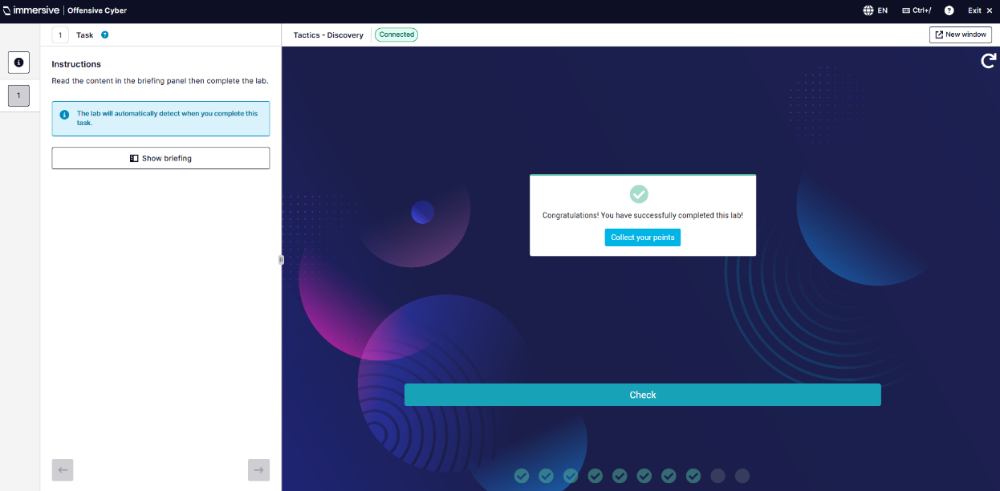 immersive Offensive Cyber
EN
Ctrl+/
?
Exit ×
1 Task ?
Tactics - Discovery
Connected
New window
i
1
Instructions
Read the content in the briefing panel then complete the lab.
The lab will automatically detect when you complete this
task.
Show briefing
Congratulations! You have successfully completed this lab!
Collect your points
Check